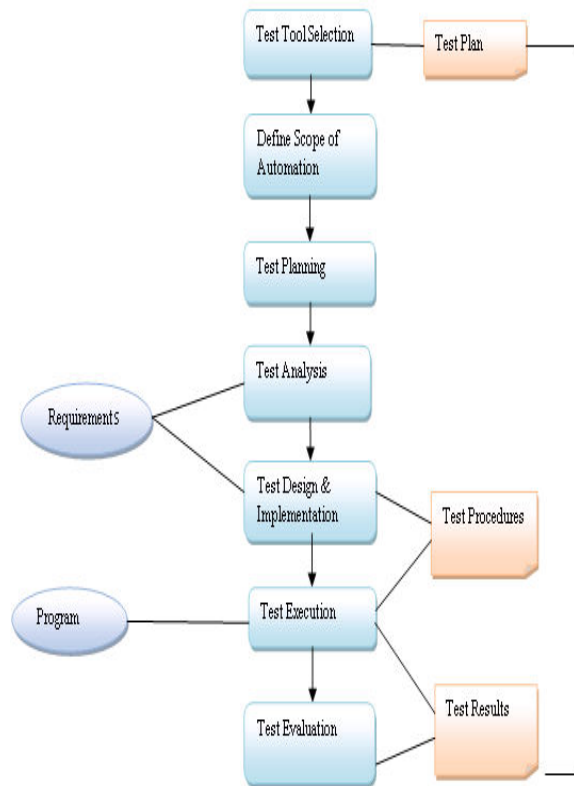 Test Tool Selection
Test Plan
Define Scope of
Automation
Test Planning
Test Analysis
Requirements
Test Design &
Implementation
Test Procedures
Program
Test Execution
Test Results
Test Evaluation